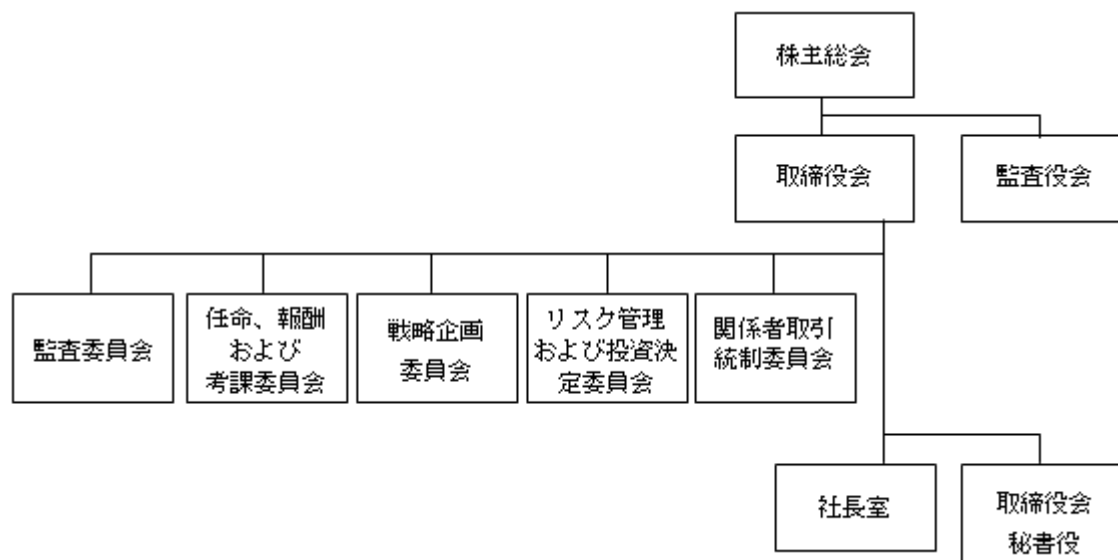 株主総会
取締役会
監査役会
監査委員会
任命、報酬
および
考課委員会
戦略企画
委員会
リスク管理
および投資決
定委員会
関係者取引
統制委員会
社長室
取締役会
秘書役